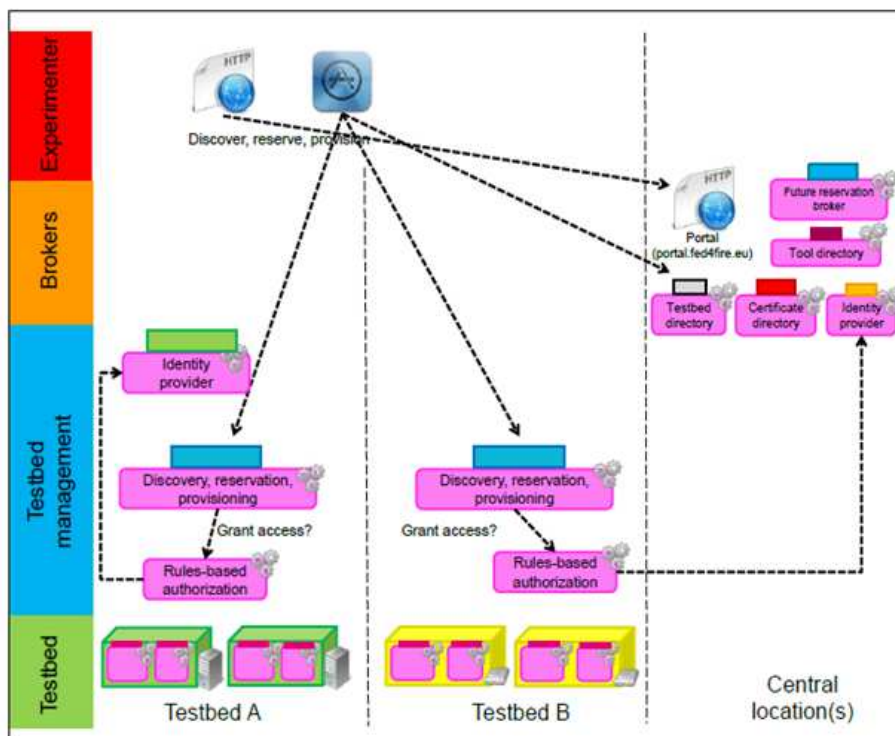 Experimenter
Brokers
Testbed
management
Testbed
HTTP
Discover, reserve, provision
HTTP
Portal
(portal.fed4fire.eu)
Future reservation
broker
Tool directory
Testbed
directory
Certificate
directory
Identity
provider
Identity
provider
Discovery, reservation,
provisioning
Grant access?
Rules-based
authorization
Discovery, reservation,
provisioning
Grant access?
Rules-based
authorization
Testbed A
Testbed B
Central
location(s)